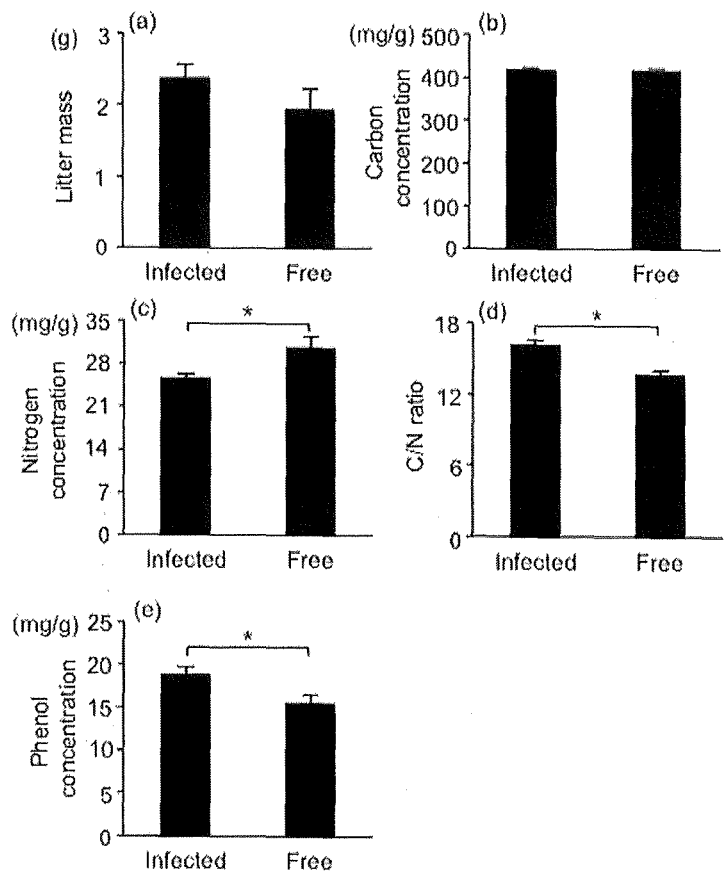 (g)
(a)
3
2
1
0
Litter mass
Infected
Free
(mg/g)
(b)
500
400
300
200
100
0
Carbon
concentration
Infected
Free
(mg/g)
(c)
35
28
21
14
7
0
Nitrogen
concentration
*
Infected
Free
(d)
18
12
6
0
C/N ratio
*
Infected
Free
(mg/g)
(e)
25
20
15
10
5
0
Phenol
concentration
*
Infected
Free